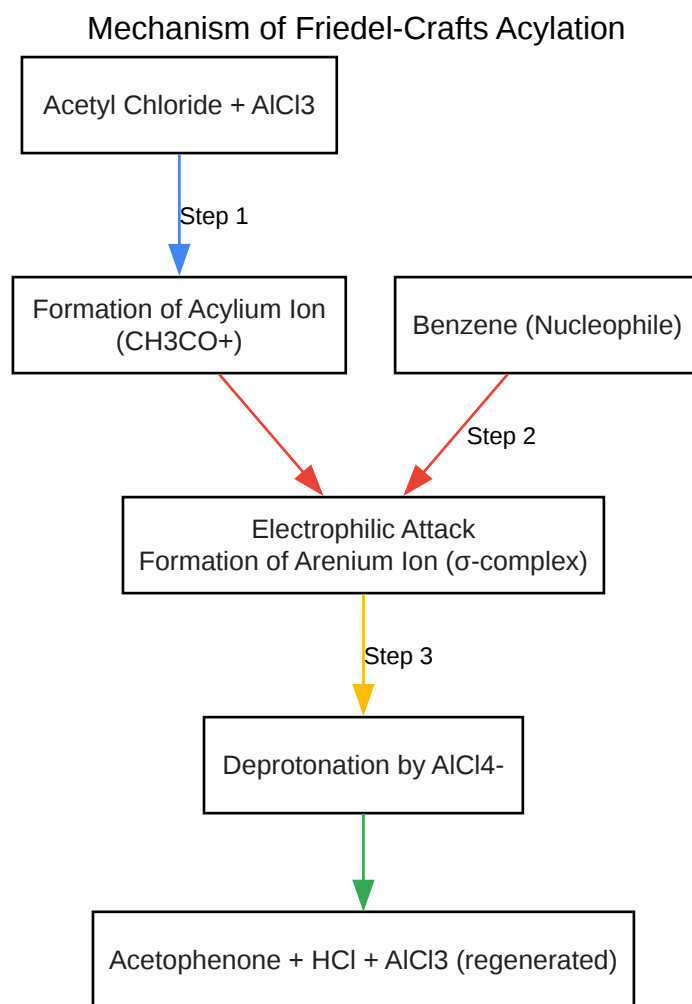 Mechanism of Friedel-Crafts Acylation
Acetyl Chloride + AlCl3
Step 1
Formation of Acylium Ion
(CH3CO+)
Benzene (Nucleophile)
Step 2
Electrophilic Attack
Formation of Arenium Ion (σ-complex)
Step 3
Deprotonation by AlCl4-
Acetophenone + HCl + AlCl3 (regenerated)